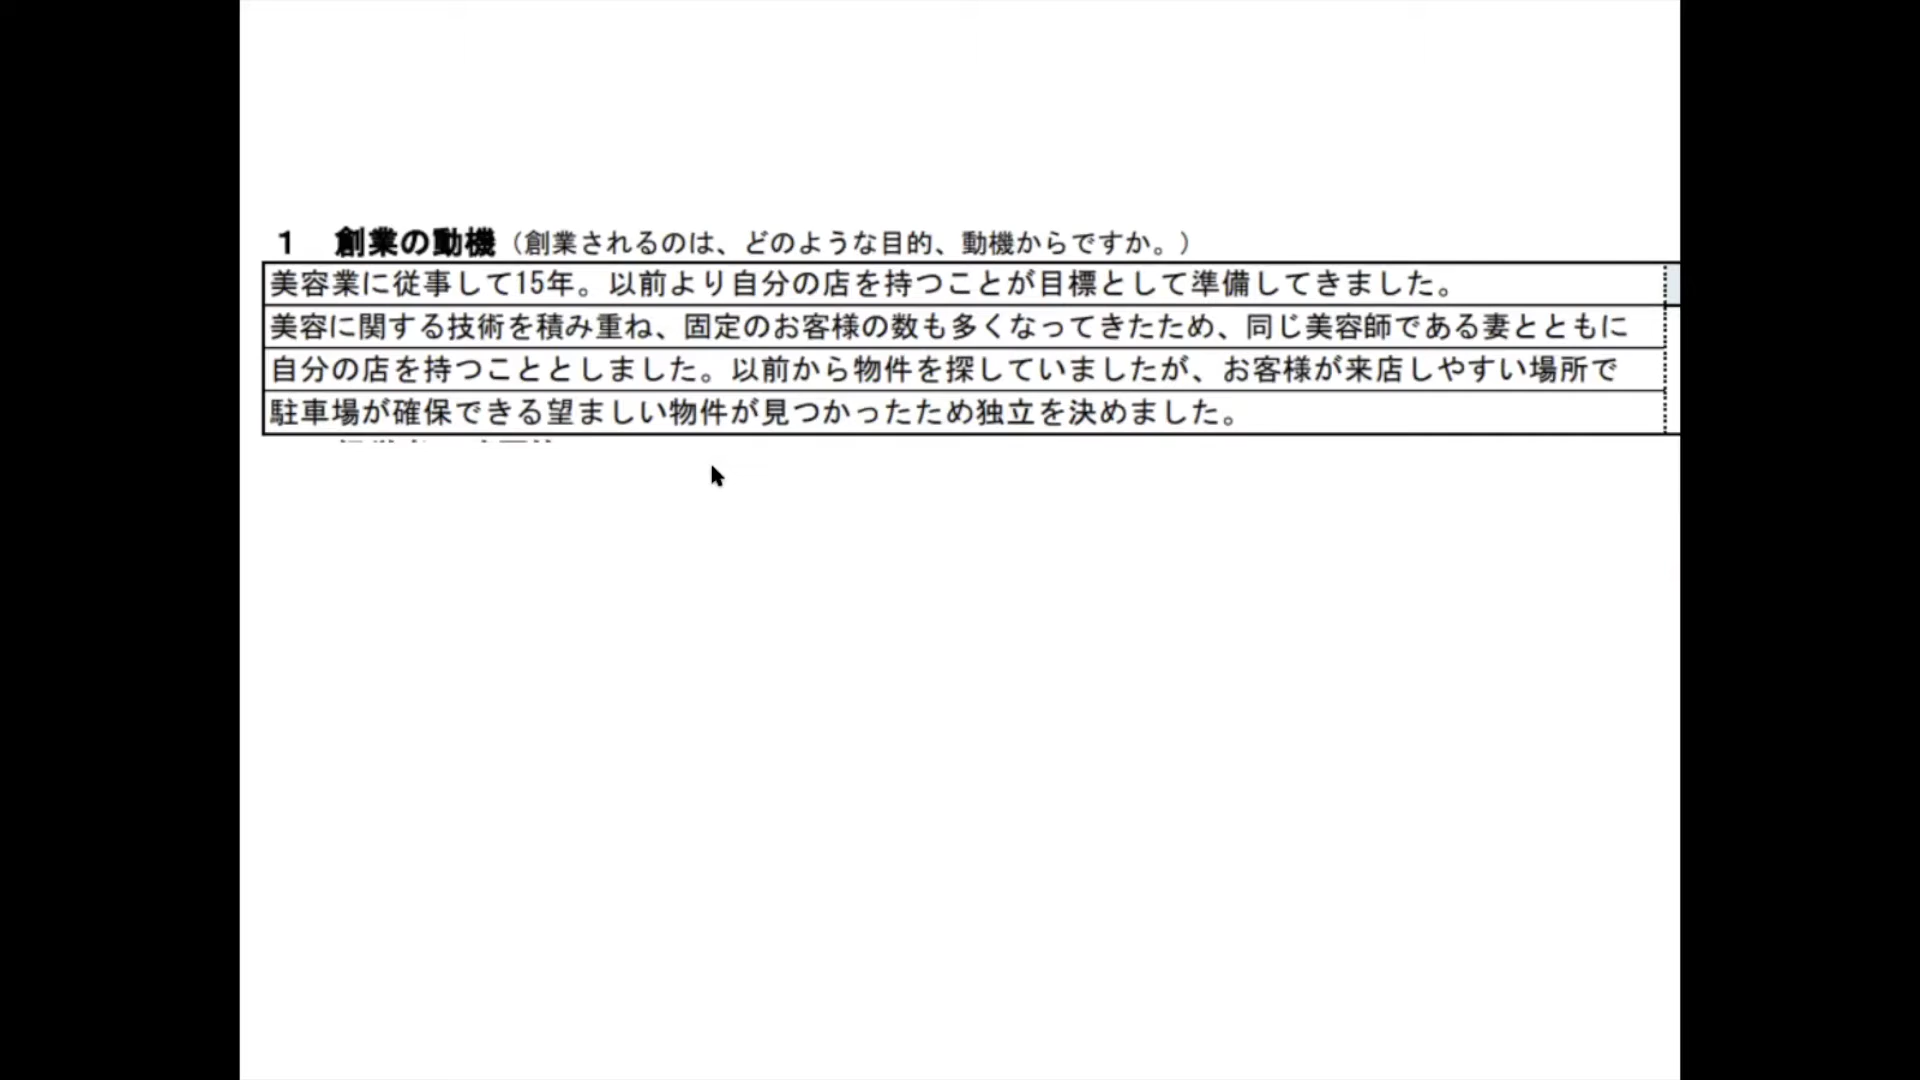 1 創業の動機（創業されるのは、どのような目的、動機からですか。）
美容業に従事して15年。以前より自分の店を持つことが目標として準備してきました。
美容に関する技術を積み重ね、固定のお客様の数も多くなってきたため、同じ美容師である妻とともに
自分の店を持つこととしました。以前から物件を探していましたが、お客様が来店しやすい場所で
駐車場が確保できる望ましい物件が見つかったため独立を決めました。